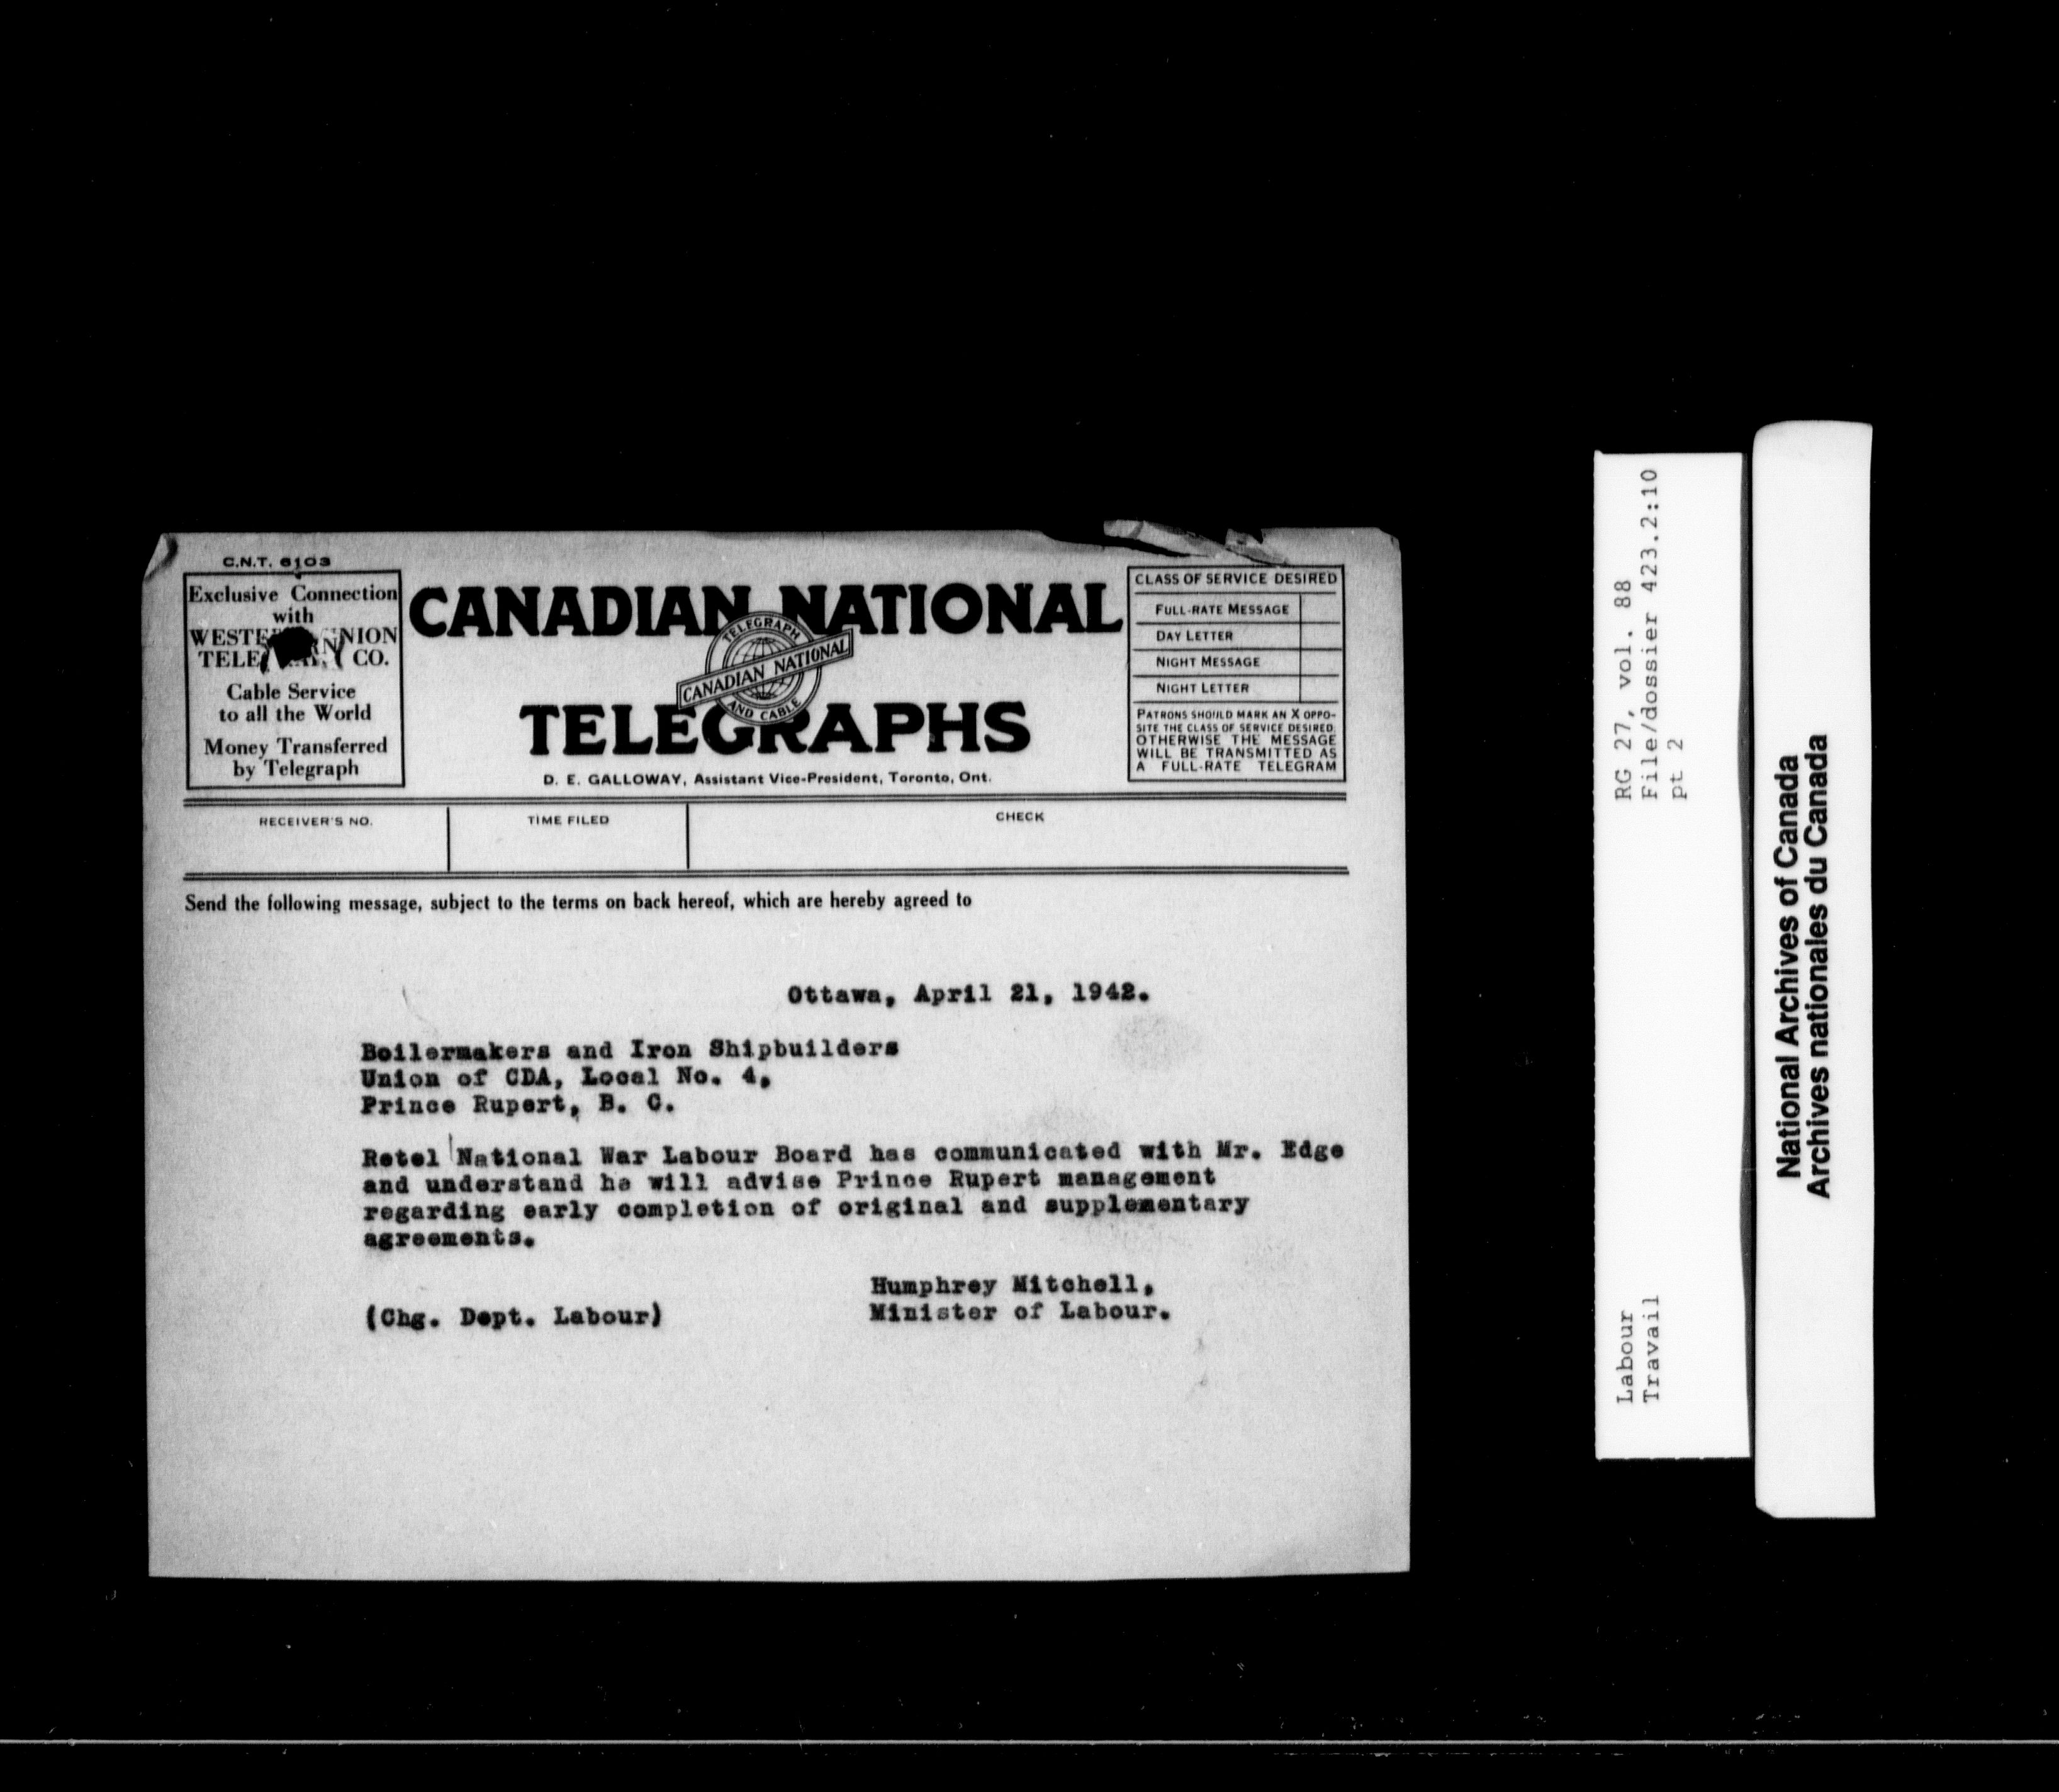 C.N.T. 6103
Exclusive Connection
with
WESTERN UNION
TELE CO.
Cable Service
to all the World
Money Transferred
by Telegraph
CANADIAN NATIONAL
TELEGRAPH
CANADIAN NATIONAL
AND CABLE
TELEGRAPHS
D. E. GALLOWAY, Assistant Vice-President, Toronto, Ont.
CLASS OF SERVICE DESIRED
FULL-RATE MESSAGE
DAY LETTER
NIGHT MESSAGE
NIGHT LETTER
PATRONS SHOULD MARK AN X OPPO-
SITE THE CLASS OF SERVICE DESIRED:
OTHERWISE THE MESSAGE
WILL BE TRANSMITTED AS
A FULL-RATE TELEGRAM
RECEIVER'S NO.
TIME FILED
CHECK
Send the following message, subject to the terms on back hereof, which are hereby agreed to
Ottawa, April 21, 1942.
Boilermakers and Iron Shipbuilders
Union of CDA, Local No. 4,
Prince Rupert, B. C.
Retel National War Labour Board has communicated with Mr. Edge
and understand he will advise Prince Rupert management
regarding early completion of original and supplementary
agreements.
Humphrey Mitchell,
(Chg. Dept. Labour) Minister of Labour.
RG 27, vol. 88
File/dossier 423.2:10
pt 2
Labour
Travail
National Archives of Canada
Archives nationales du Canada